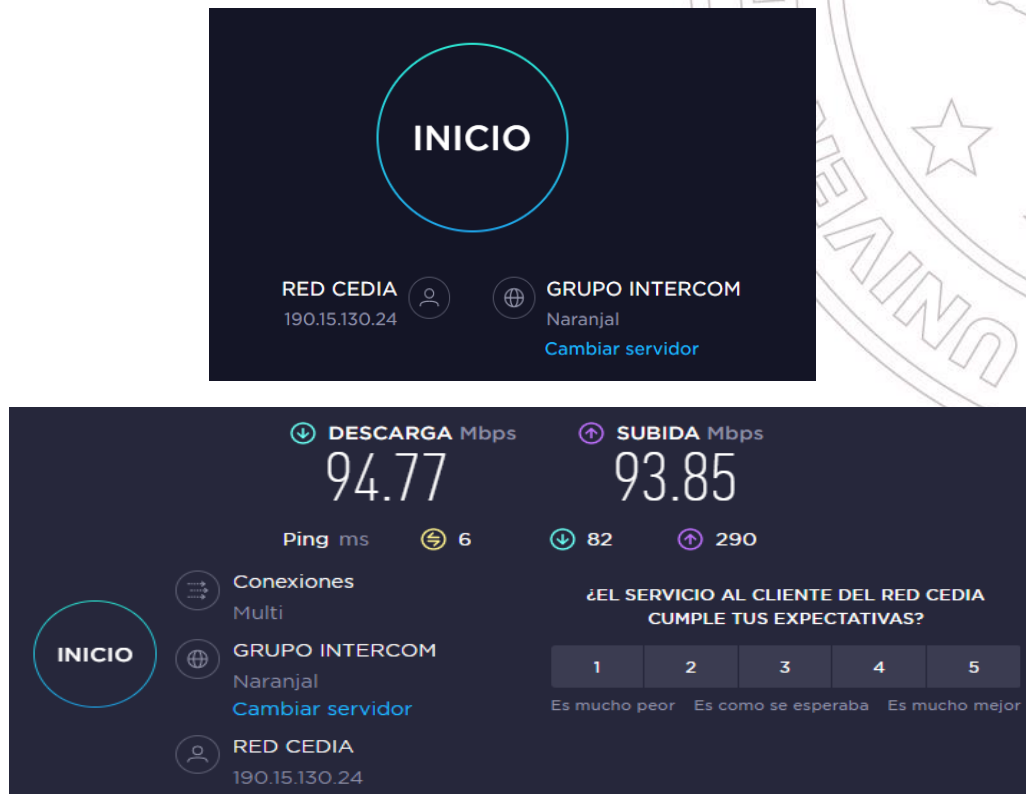 INICIO
RED CEDIA
190.15.130.24
GRUPO INTERCOM
Naranjal
Cambiar servidor
DESCARGA Mbps
94.77
SUBIDA Mbps
93.85
Ping ms 6 82 290
INICIO
Conexiones
Multi
GRUPO INTERCOM
Naranjal
Cambiar servidor
RED CEDIA
190.15.130.24
¿EL SERVICIO AL CLIENTE DEL RED CEDIA
CUMPLE TUS EXPECTATIVAS?
1 2 3 4 5
Es mucho peor Es como se esperaba Es mucho mejor